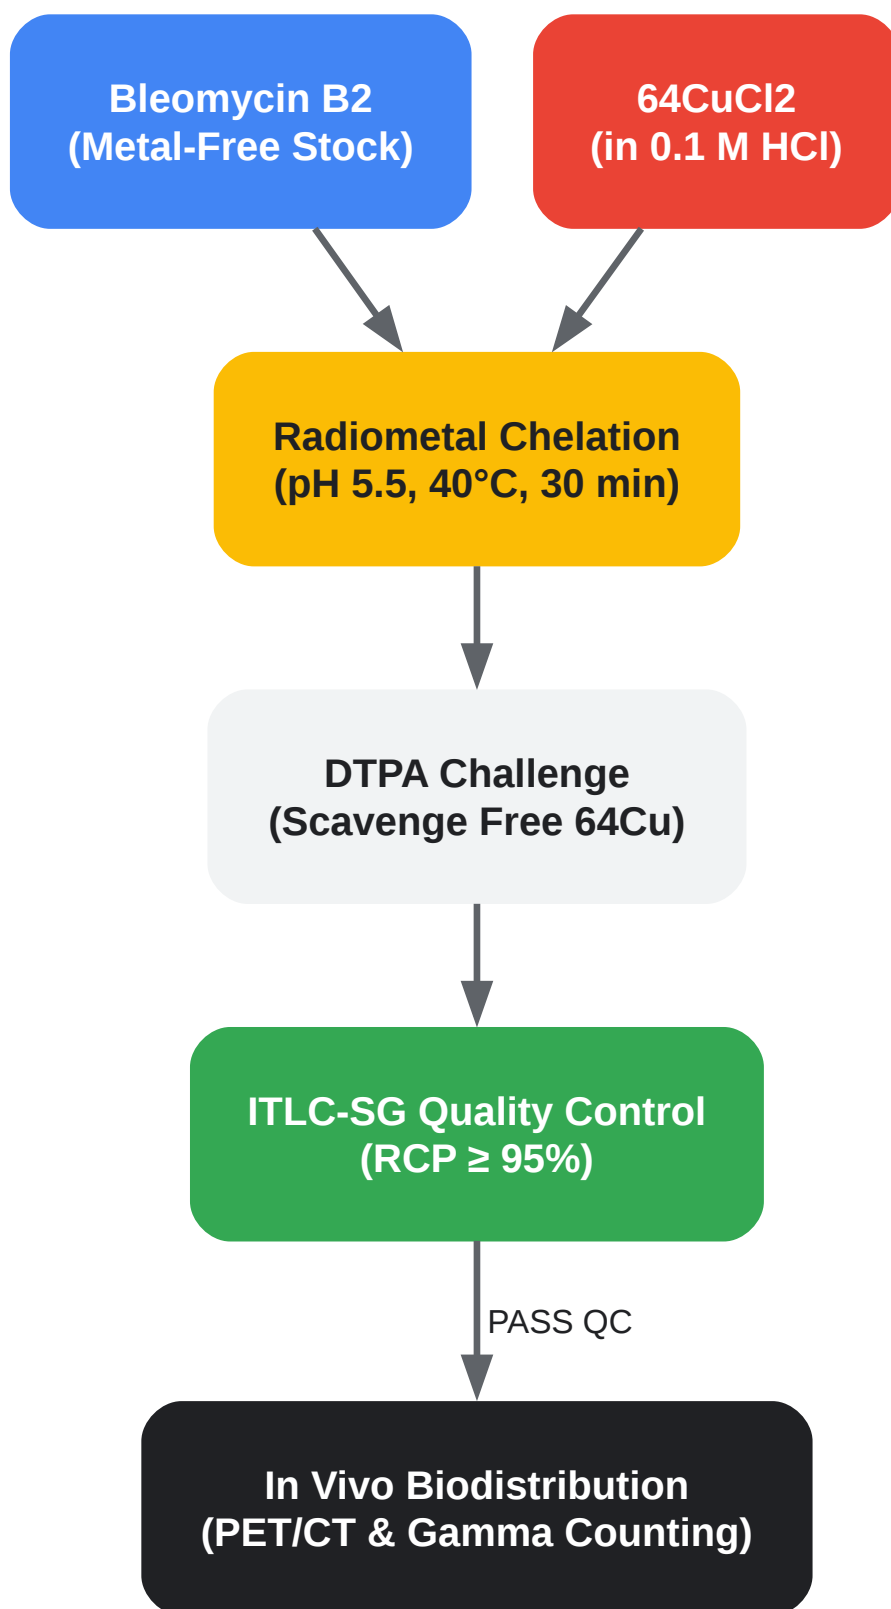 Bleomycin B2
(Metal-Free Stock)
64CuCl2
(in 0.1 M HCl)
Radiometal Chelation
(pH 5.5, 40°C, 30 min)
DTPA Challenge
(Scavenge Free 64Cu)
ITLC-SG Quality Control
(RCP ≥ 95%)
PASS QC
In Vivo Biodistribution
(PET/CT & Gamma Counting)